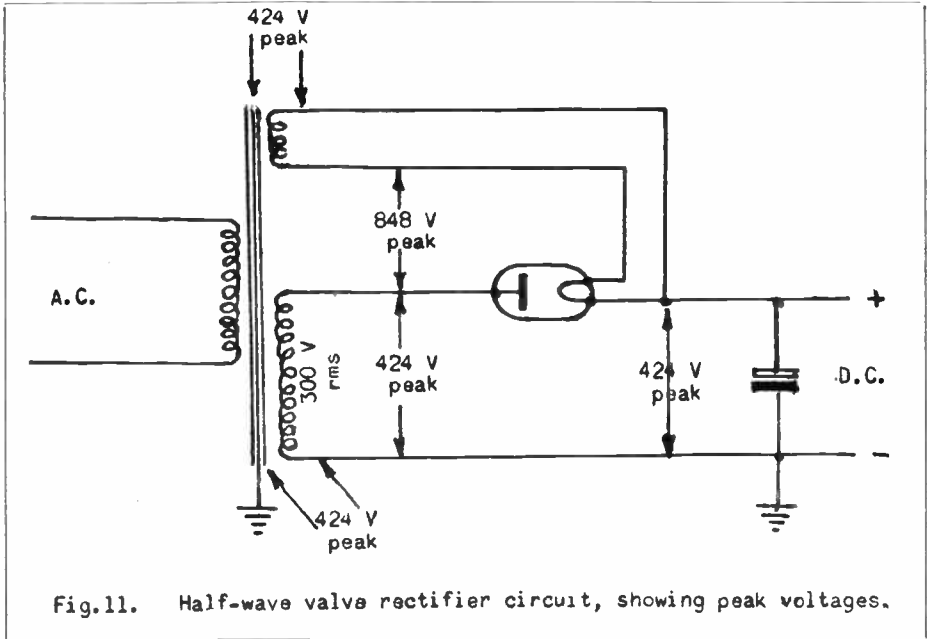 424 V
peak
848 V
peak
A.C.
300 V
rms
424 V
peak
424 V
peak
+
D.C.
-
424 V
peak
Fig.11. Half-wave valve rectifier circuit, showing peak voltages.